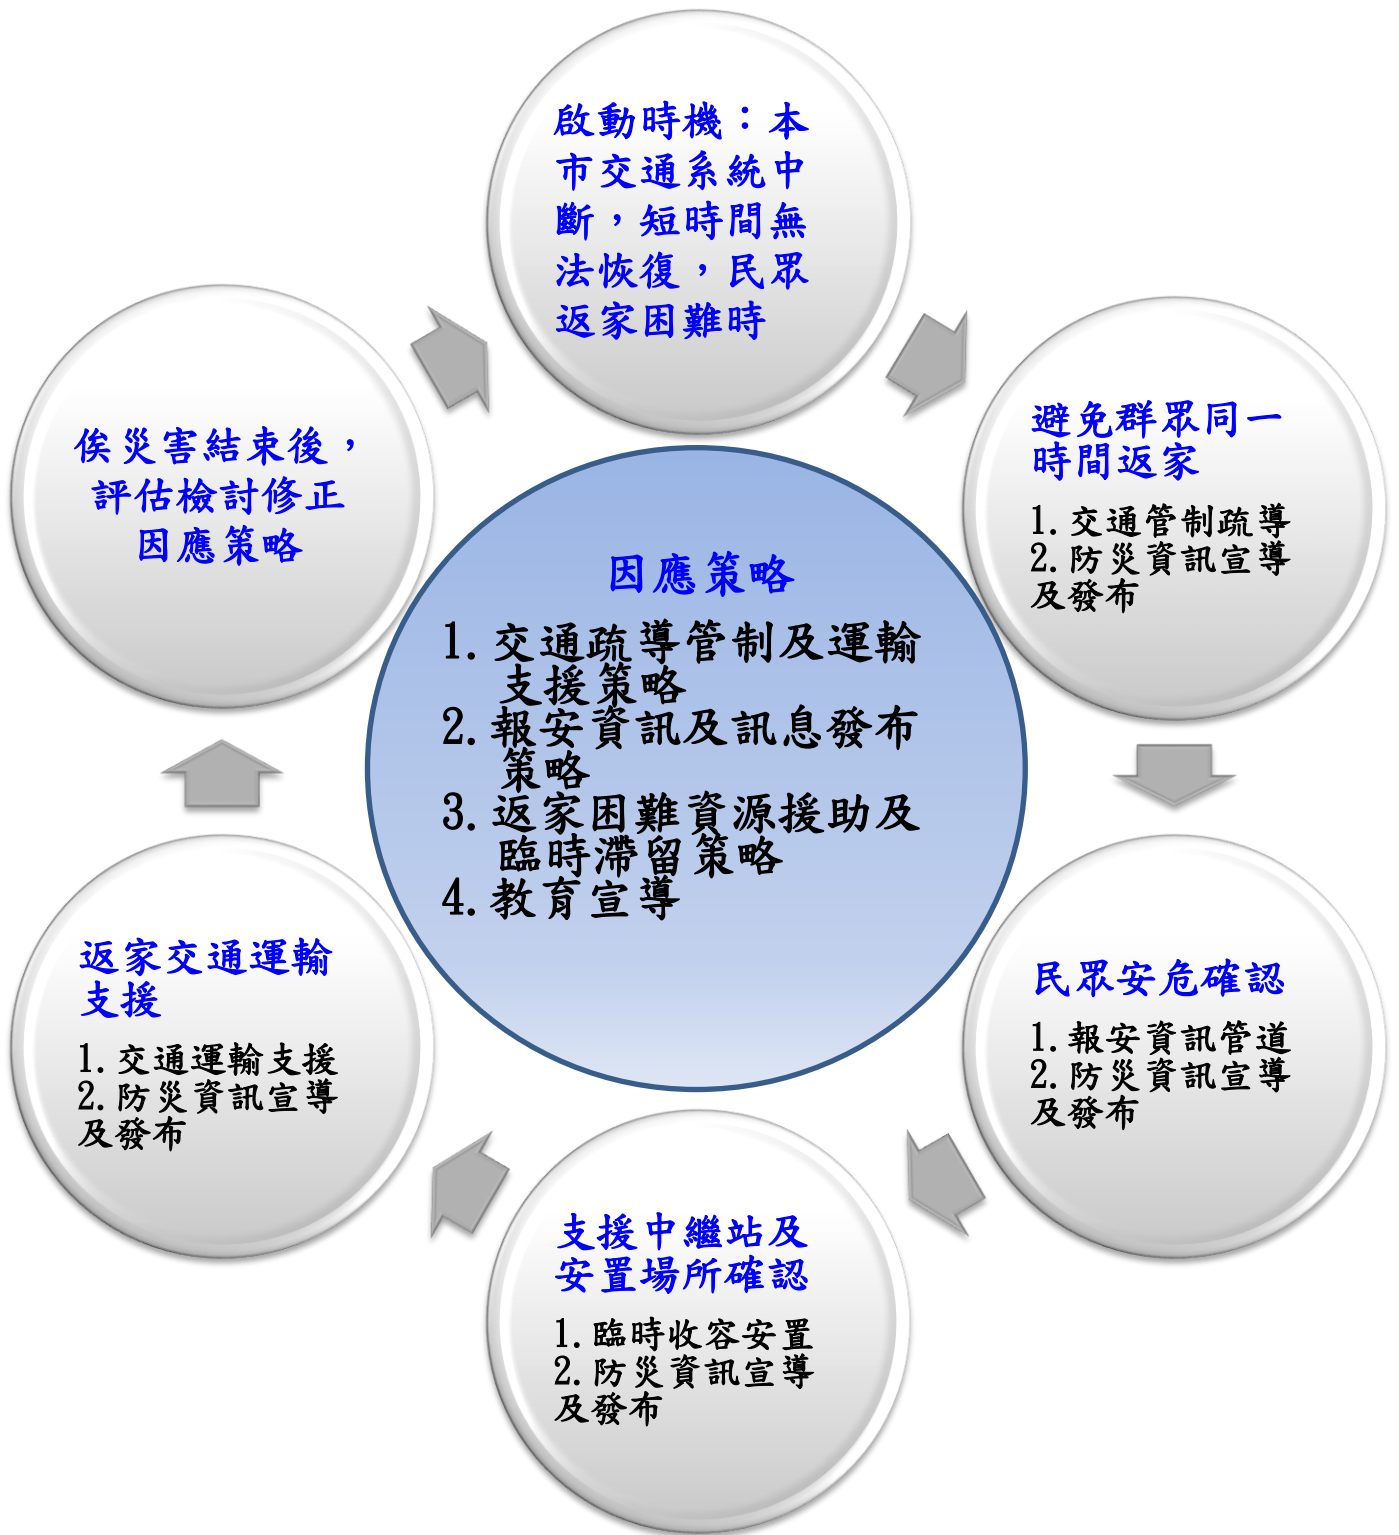 啟動時機：本
市交通系統中
斷，短時間無
法恢復，民眾
返家困難時
避免群眾同一
時間返家
1.交通管制疏導
2.防災資訊宣導
及發布
民眾安危確認
1.報安資訊管道
2.防災資訊宣導
及發布
支援中繼站及
安置場所確認
1.臨時收容安置
2.防災資訊宣導
及發布
返家交通運輸
支援
1.交通運輸支援
2.防災資訊宣導
及發布
俟災害結束後，
評估檢討修正
因應策略
因應策略
1.交通疏導管制及運輸
支援策略
2.報安資訊及訊息發布
策略
3.返家困難資源援助及
臨時滯留策略
4.教育宣導